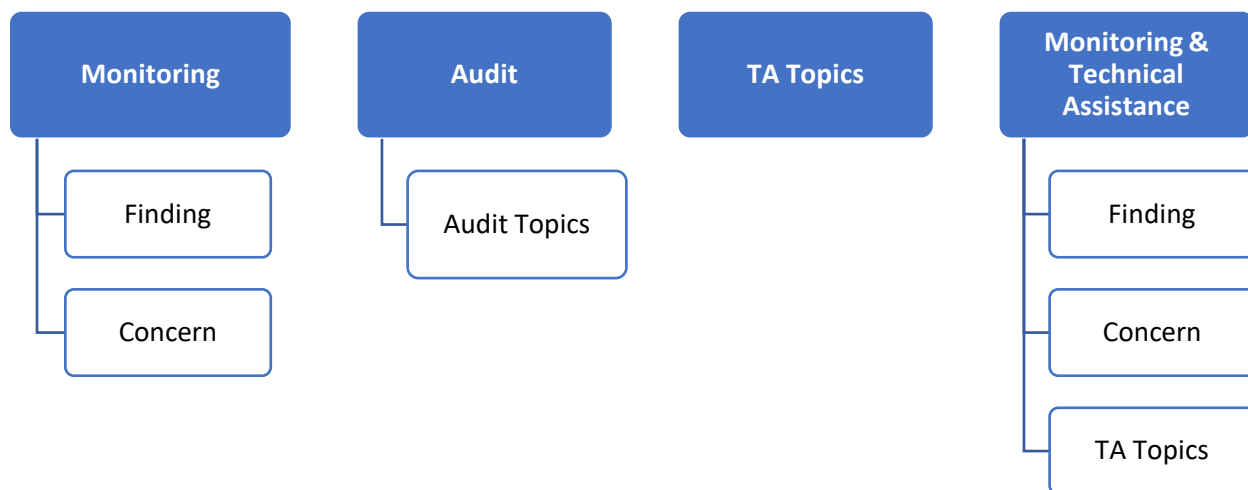 Monitoring
Finding
Concern
Audit
Audit Topics
TA Topics
Monitoring &
Technical
Assistance
Finding
Concern
TA Topics